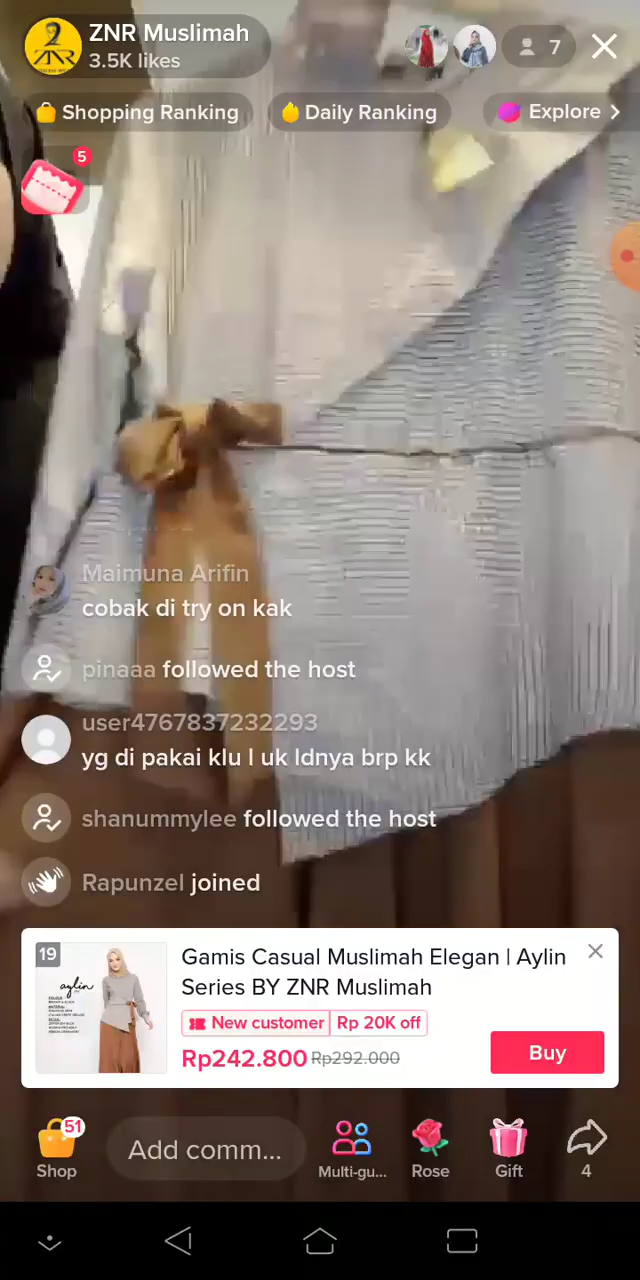 ZNR Muslimah
3.5K likes
7
Shopping Ranking
Daily Ranking
Explore
5
Maimuna Arifin
cobak di try on kak
pinaaa followed the host
user4767837232293
yg di pakai klu l uk ldnya brp kk
shanummylee followed the host
Rapunzel joined
19
aylin
Gamis Casual Muslimah Elegan | Aylin
Series BY ZNR Muslimah
New customer Rp 20K off
Rp242.800 Rp292.000
Buy
51
Shop
Add comm...
Multi-gu...
Rose
Gift
4